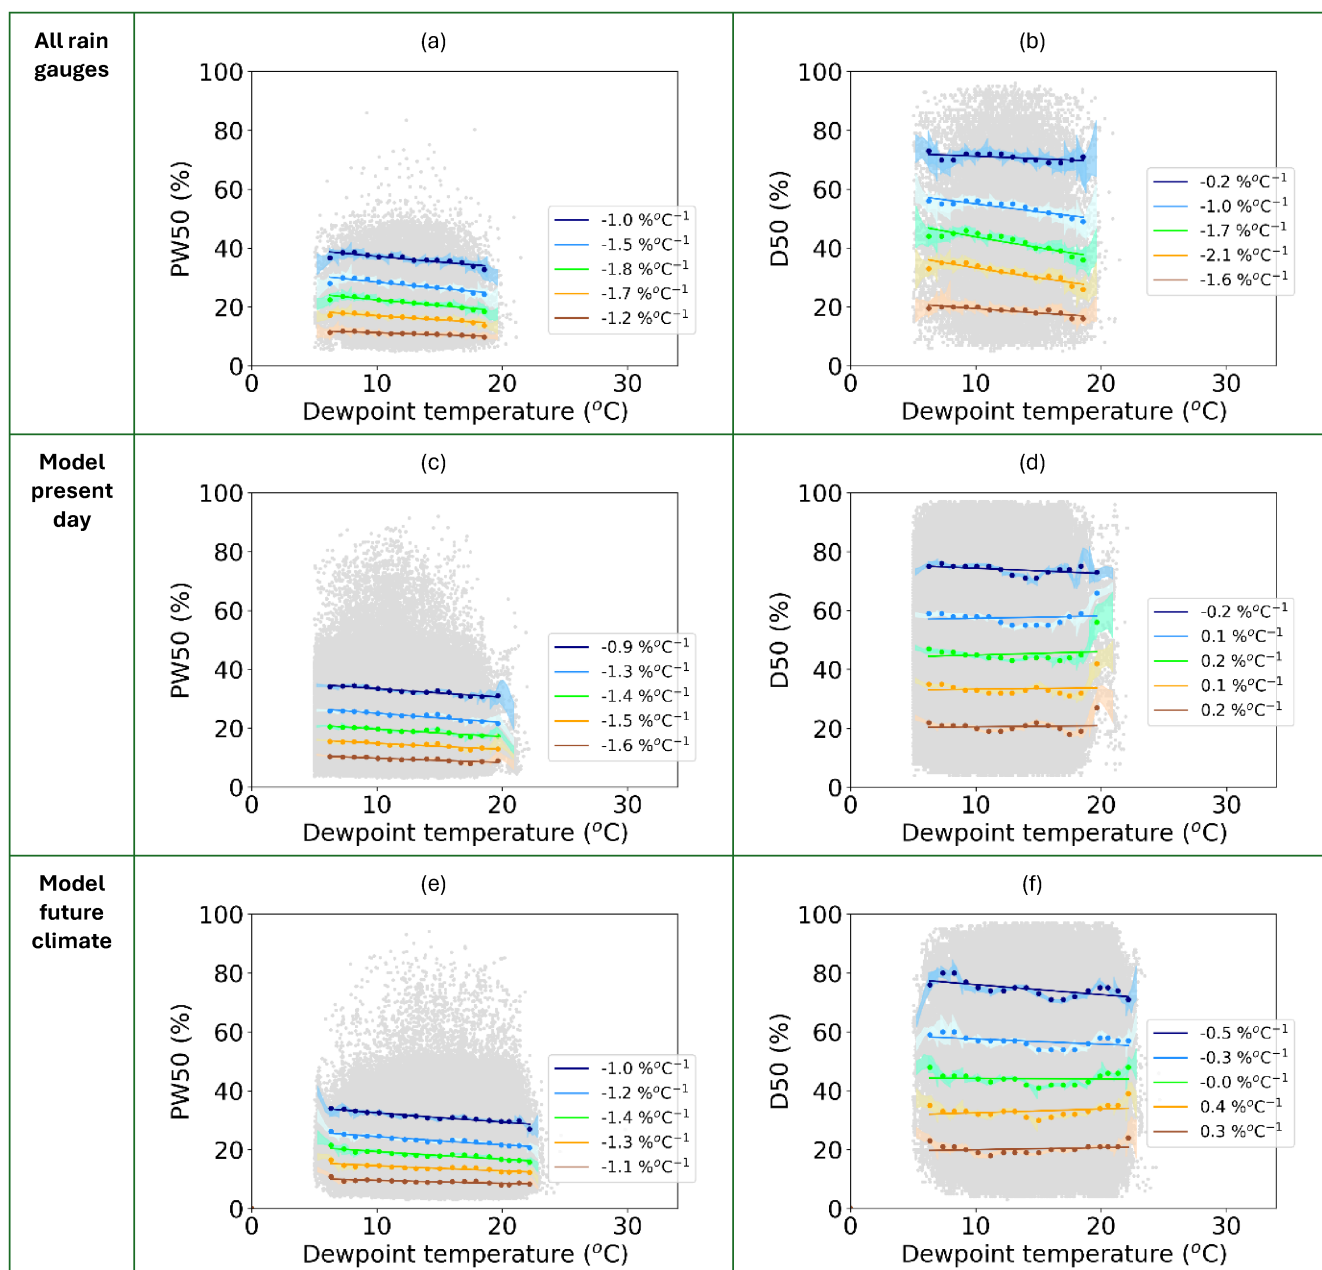 All rain
gauges
(a)
100
80
60
40
20
0
0 10 20 30
PW50 (%)
Dewpoint temperature (°C)
-1.0 %°C⁻¹
-1.5 %°C⁻¹
-1.8 %°C⁻¹
-1.7 %°C⁻¹
-1.2 %°C⁻¹
(b)
100
80
60
40
20
0
0 10 20 30
D50 (%)
Dewpoint temperature (°C)
-0.2 %°C⁻¹
-1.0 %°C⁻¹
-1.7 %°C⁻¹
-2.1 %°C⁻¹
-1.6 %°C⁻¹
Model
present
day
(c)
100
80
60
40
20
0
0 10 20 30
PW50 (%)
Dewpoint temperature (°C)
-0.9 %°C⁻¹
-1.3 %°C⁻¹
-1.4 %°C⁻¹
-1.5 %°C⁻¹
-1.6 %°C⁻¹
(d)
100
80
60
40
20
0
0 10 20 30
D50 (%)
Dewpoint temperature (°C)
-0.2 %°C⁻¹
0.1 %°C⁻¹
0.2 %°C⁻¹
0.1 %°C⁻¹
0.2 %°C⁻¹
Model
future
climate
(e)
100
80
60
40
20
0
0 10 20 30
PW50 (%)
Dewpoint temperature (°C)
-1.0 %°C⁻¹
-1.2 %°C⁻¹
-1.4 %°C⁻¹
-1.3 %°C⁻¹
-1.1 %°C⁻¹
(f)
100
80
60
40
20
0
0 10 20 30
D50 (%)
Dewpoint temperature (°C)
-0.5 %°C⁻¹
-0.3 %°C⁻¹
-0.0 %°C⁻¹
0.4 %°C⁻¹
0.3 %°C⁻¹